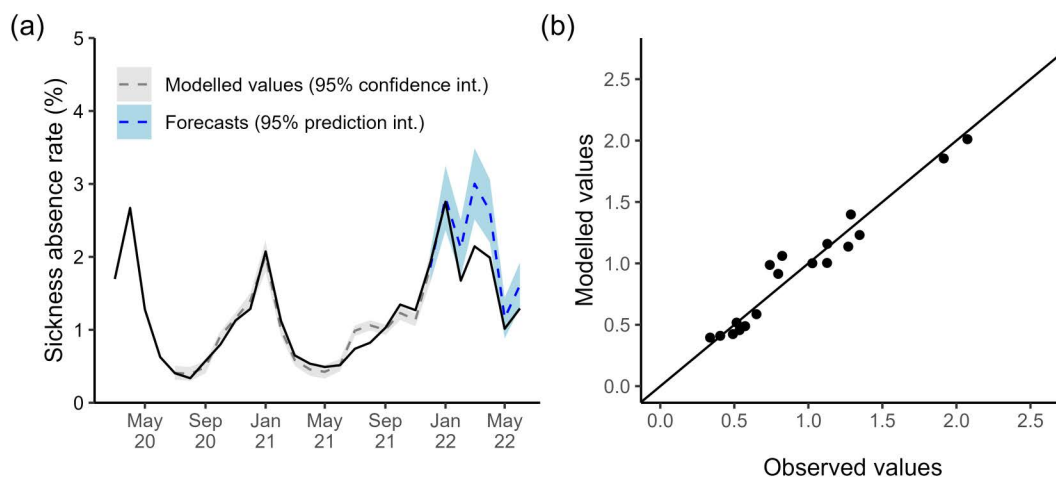 (a)
Sickness absence rate (%)
5
4
3
2
1
0
Modelled values (95% confidence int.)
Forecasts (95% prediction int.)
May
20
Sep
20
Jan
21
May
21
Sep
21
Jan
22
May
22
(b)
Modelled values
2.5
2.0
1.5
1.0
0.5
0.0
0.0
0.5
1.0
1.5
2.0
2.5
Observed values